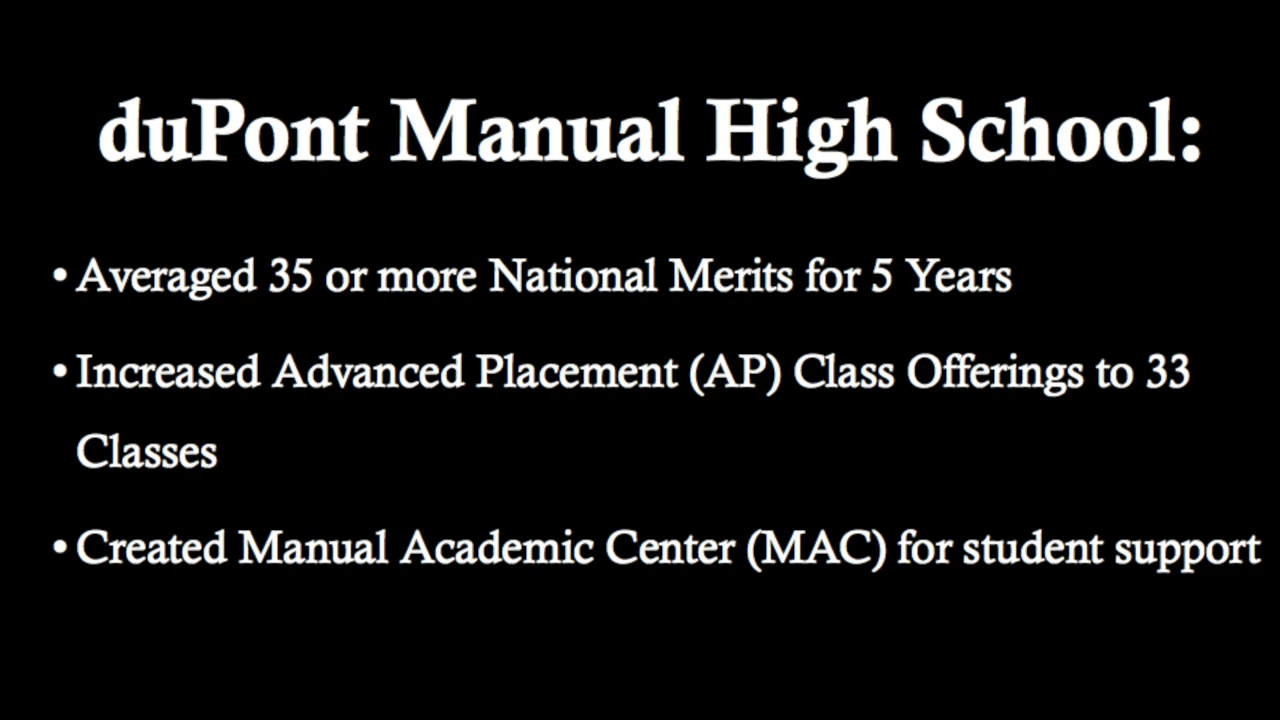 duPont Manual High School:
• Averaged 35 or more National Merits for 5 Years
• Increased Advanced Placement (AP) Class Offerings to 33
Classes
• Created Manual Academic Center (MAC) for student support